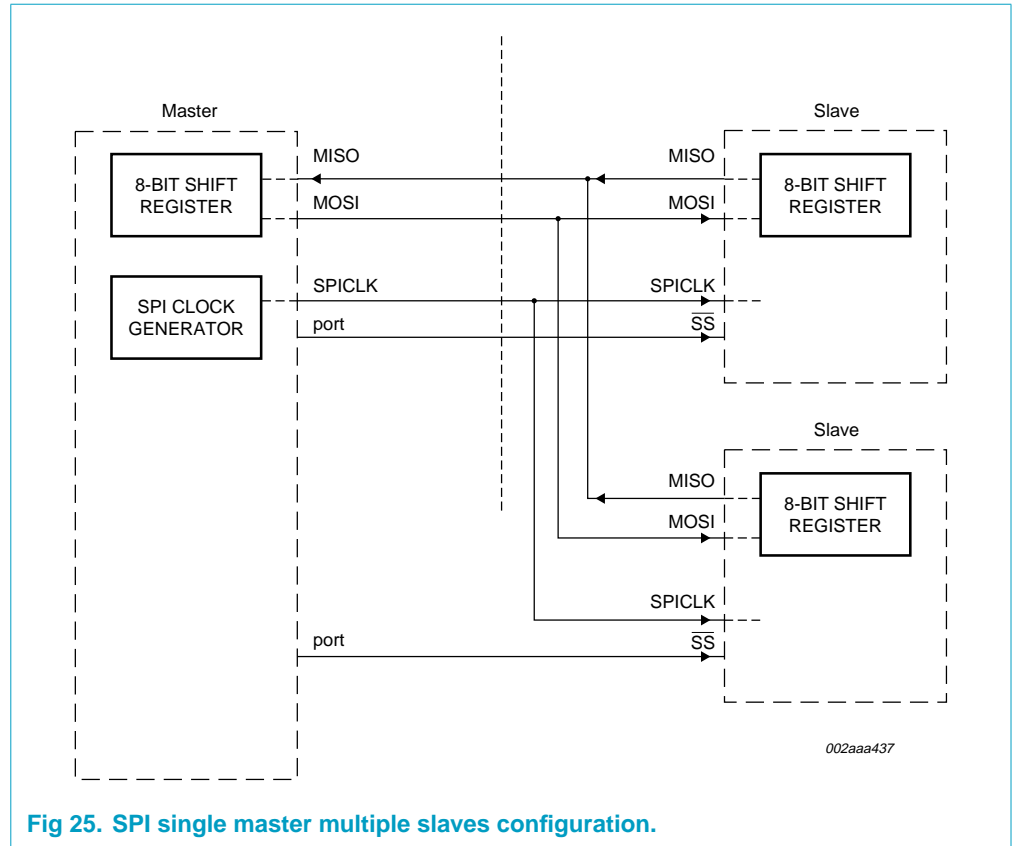 Master
Slave
MISO
MISO
8-BIT SHIFT
REGISTER
8-BIT SHIFT
REGISTER
MOSI
MOSI
SPICLK
SPICLK
SPI CLOCK
GENERATOR
port
S̅S̅
Slave
MISO
8-BIT SHIFT
REGISTER
MOSI
SPICLK
port
S̅S̅
002aaa437
Fig 25. SPI single master multiple slaves configuration.